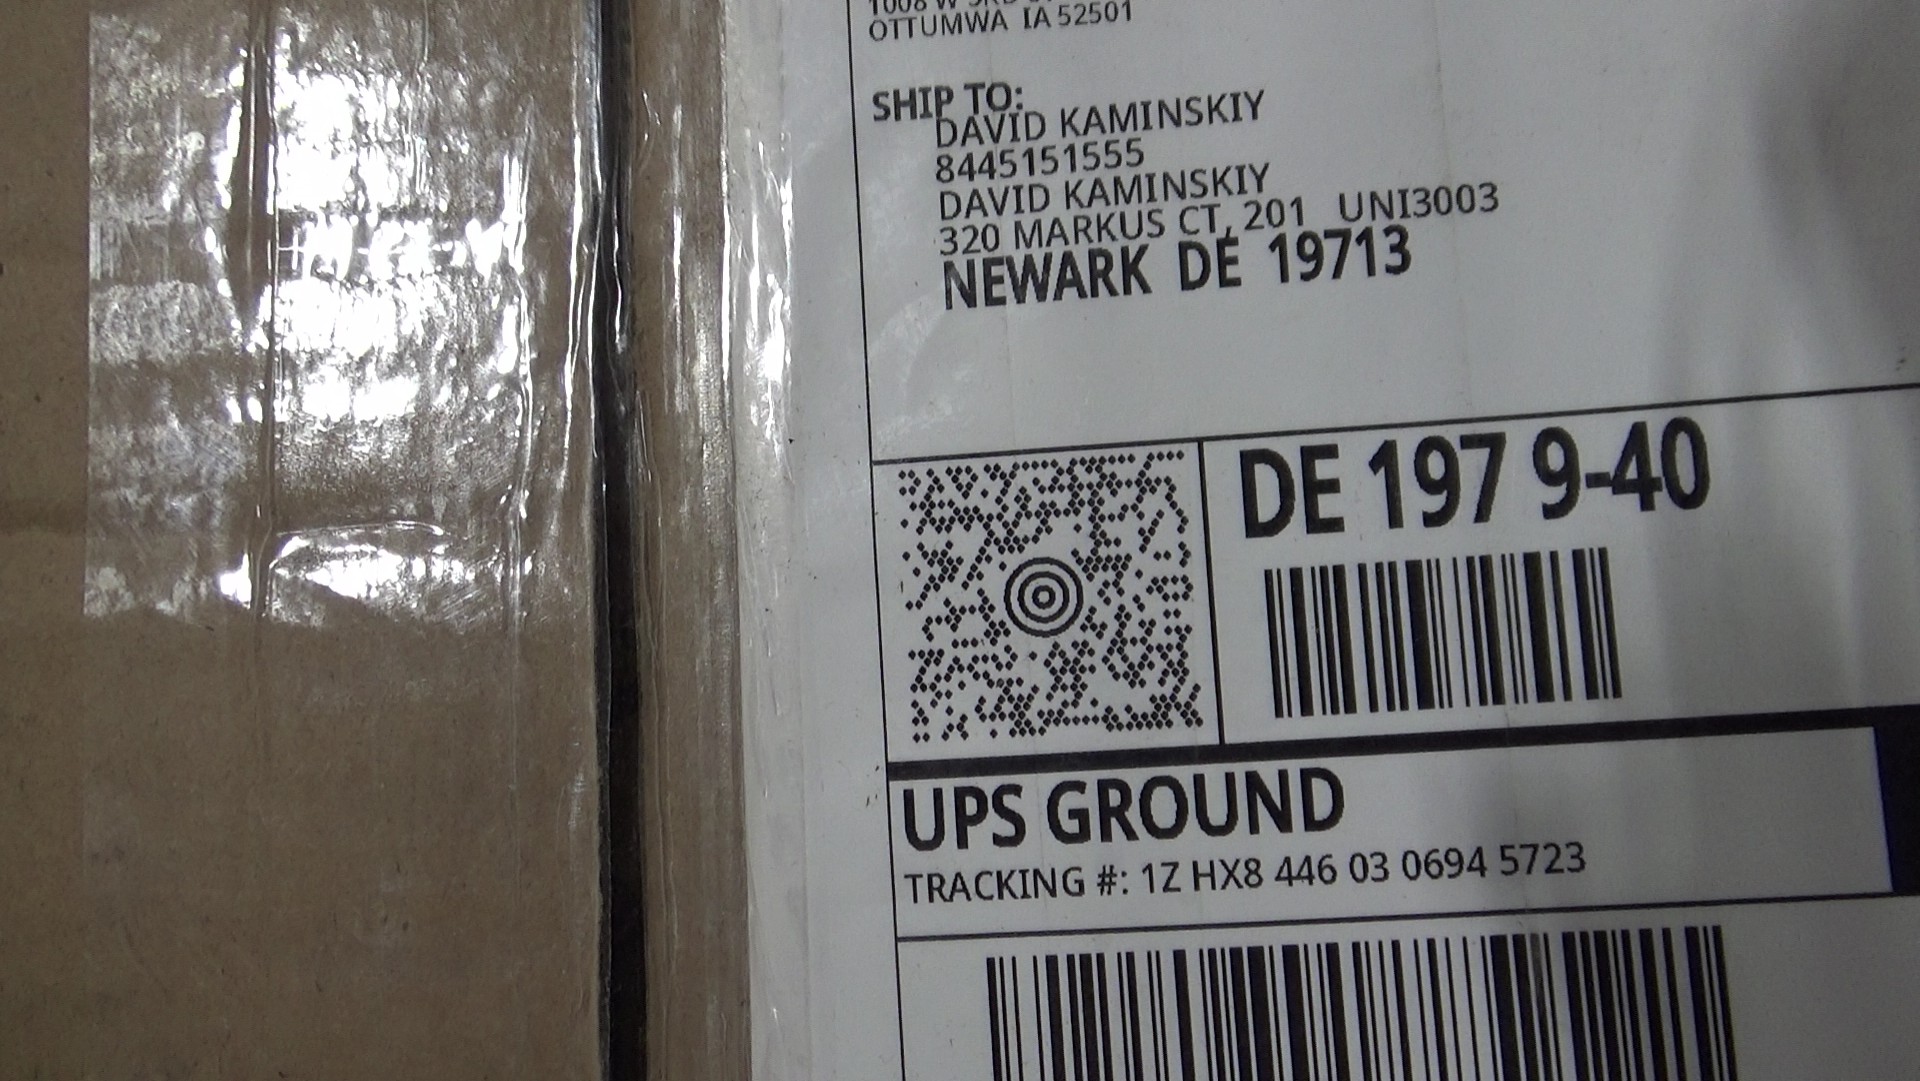 OTTUMWA IA 52501
SHIP TO:
DAVID KAMINSKIY
8445151555
DAVID KAMINSKIY
320 MARKUS CT, 201 UNI3003
NEWARK DE 19713
DE 197 9-40
UPS GROUND
TRACKING #: 1Z HX8 446 03 0694 5723